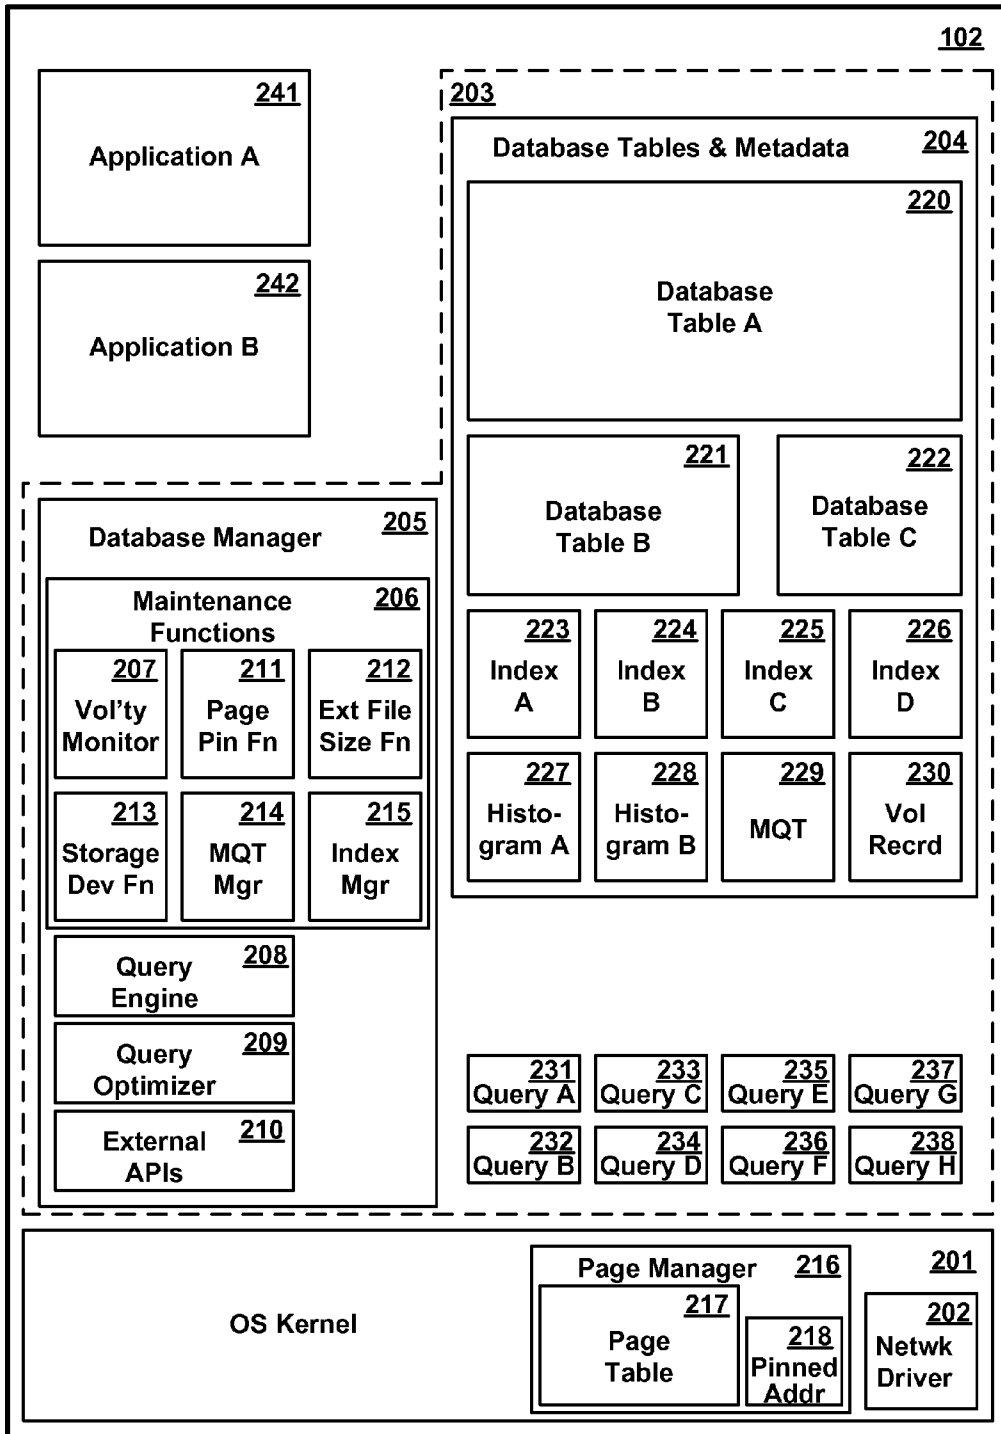 102
241
Application A
242
Application B
203
Database Tables & Metadata 204
220
Database
Table A
221
Database
Table B
222
Database
Table C
223
Index
A
224
Index
B
225
Index
C
226
Index
D
227
Histo-
gram A
228
Histo-
gram B
229
MQT
230
Vol
Recrd
205
Database Manager
206
Maintenance
Functions
207
Vol'ty
Monitor
211
Page
Pin Fn
212
Ext File
Size Fn
213
Storage
Dev Fn
214
MQT
Mgr
215
Index
Mgr
208
Query
Engine
209
Query
Optimizer
210
External
APIs
231
Query A
233
Query C
235
Query E
237
Query G
232
Query B
234
Query D
236
Query F
238
Query H
OS Kernel
Page Manager 216
217
Page
Table
218
Pinned
Addr
201
202
Netwk
Driver